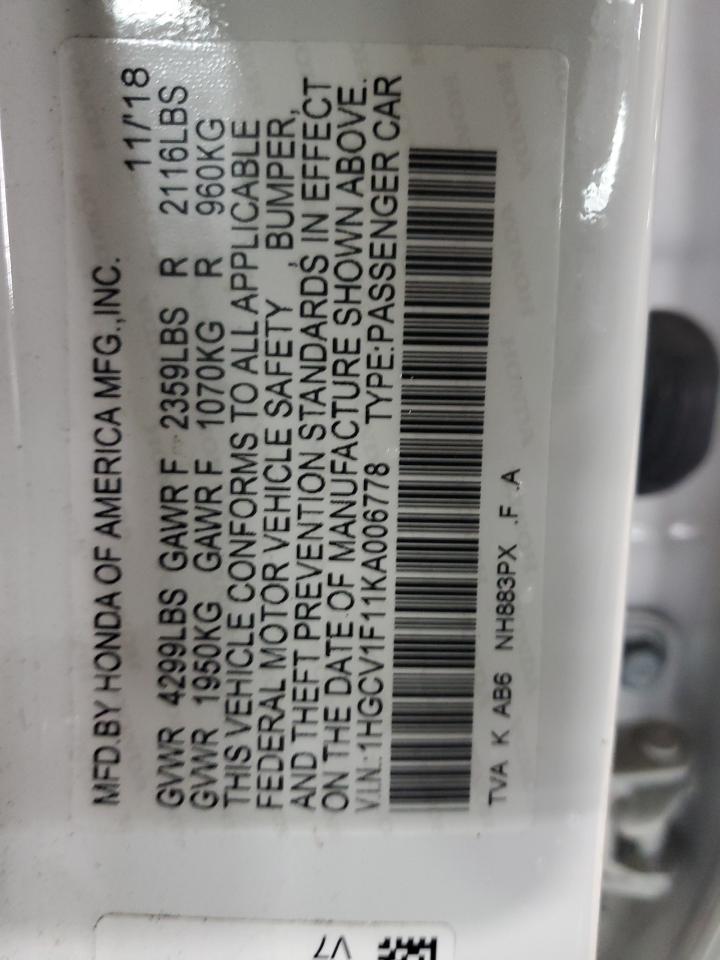 MFD.BY HONDA OF AMERICA MFG.,INC. 11/'18
GVWR 4299LBS GAWR F 2359LBS R 2116LBS
GVWR 1950KG GAWR F 1070KG R 960KG
THIS VEHICLE CONFORMS TO ALL APPLICABLE
FEDERAL MOTOR VEHICLE SAFETY , BUMPER,
AND THEFT PREVENTION STANDARDS IN EFFECT
ON THE DATE OF MANUFACTURE SHOWN ABOVE.
V.I.N.:1HGCV1F11KA006778 TYPE:PASSENGER CAR
TVA K AB6 NH883PX .F .A
V7